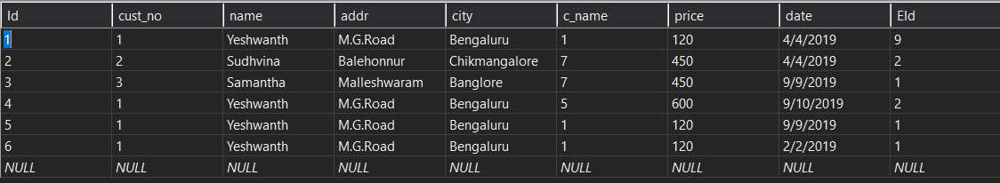 Id cust_no name addr city c_name price date EId
1 1 Yeshwanth M.G.Road Bengaluru 1 120 4/4/2019 9
2 2 Sudhvina Balehonnur Chikmangalore 7 450 4/4/2019 2
3 3 Samantha Malleshwaram Banglore 7 450 9/9/2019 1
4 1 Yeshwanth M.G.Road Bengaluru 5 600 9/10/2019 2
5 1 Yeshwanth M.G.Road Bengaluru 1 120 9/9/2019 1
6 1 Yeshwanth M.G.Road Bengaluru 1 120 2/2/2019 1
NULL NULL NULL NULL NULL NULL NULL NULL NULL